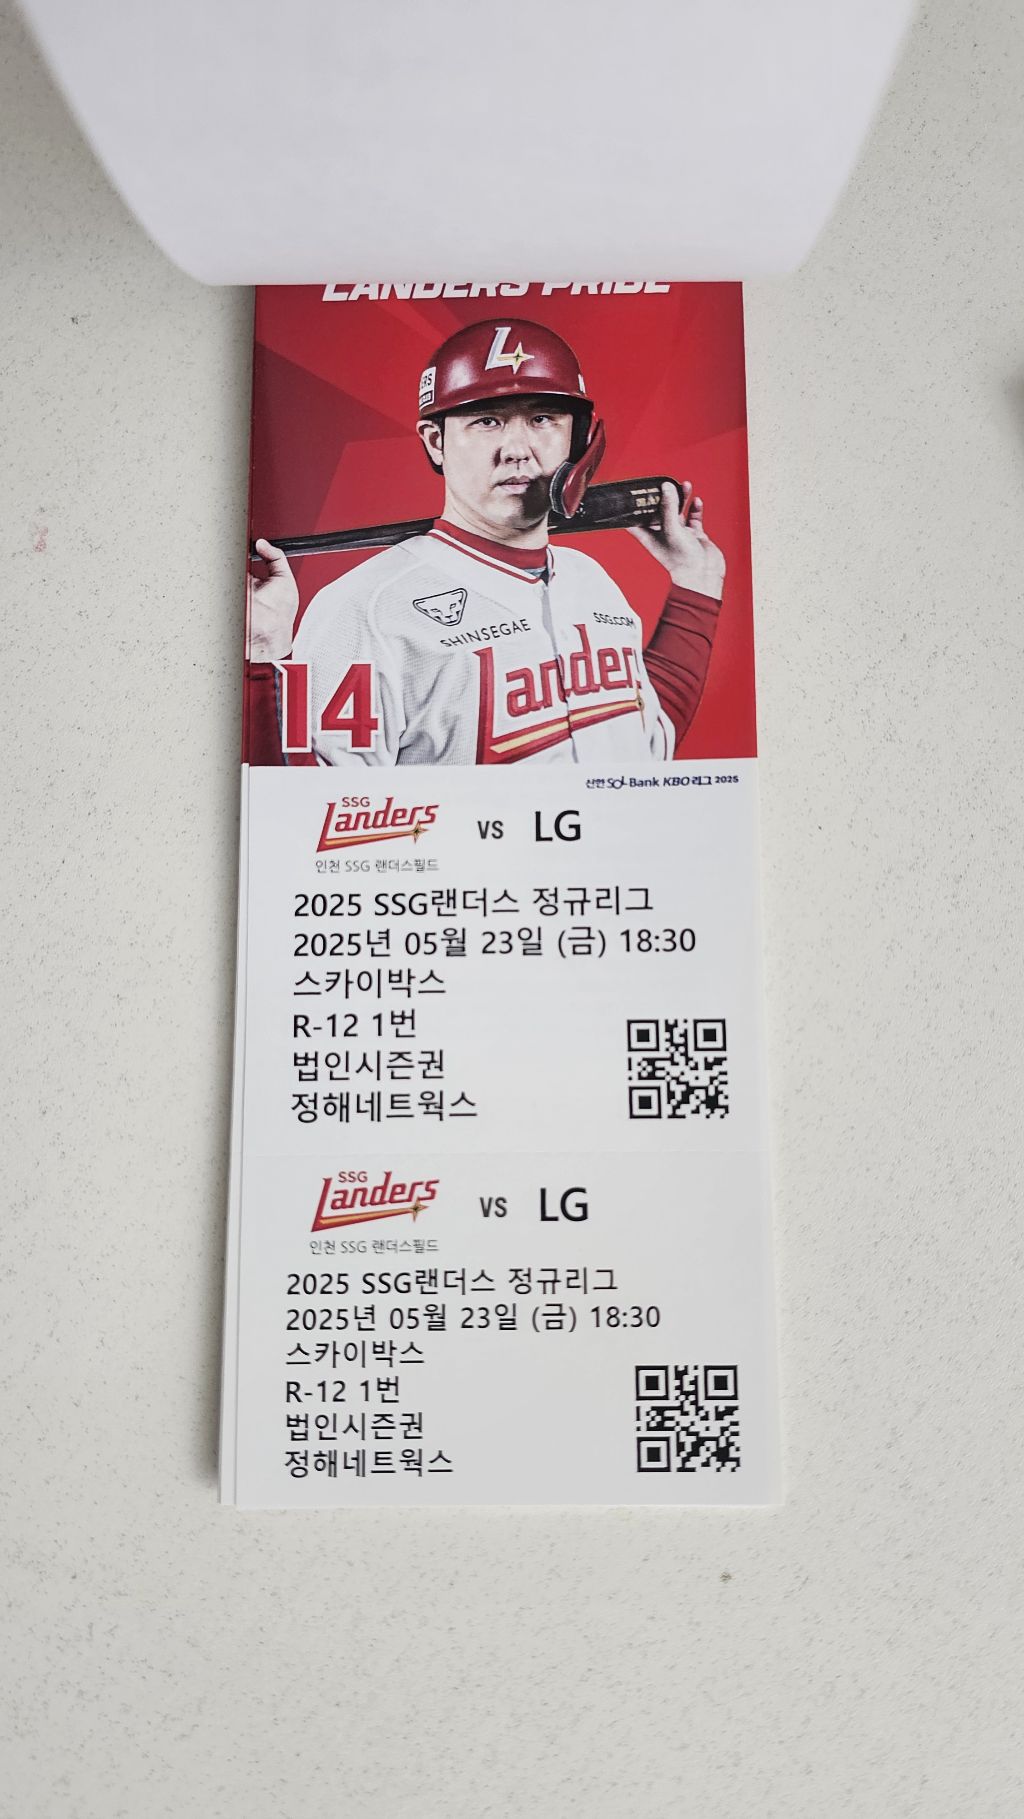 LANDERS PRIDE
SHINSEGAE
SSG.COM
Landers
14
신한 SOL Bank KBO 리그 2025
SSG
Landers VS LG
인천 SSG 랜더스필드
2025 SSG랜더스 정규리그
2025년 05월 23일 (금) 18:30
스카이박스
R-12 1번
법인시즌권
정해네트웍스
SSG
Landers VS LG
인천 SSG 랜더스필드
2025 SSG랜더스 정규리그
2025년 05월 23일 (금) 18:30
스카이박스
R-12 1번
법인시즌권
정해네트웍스